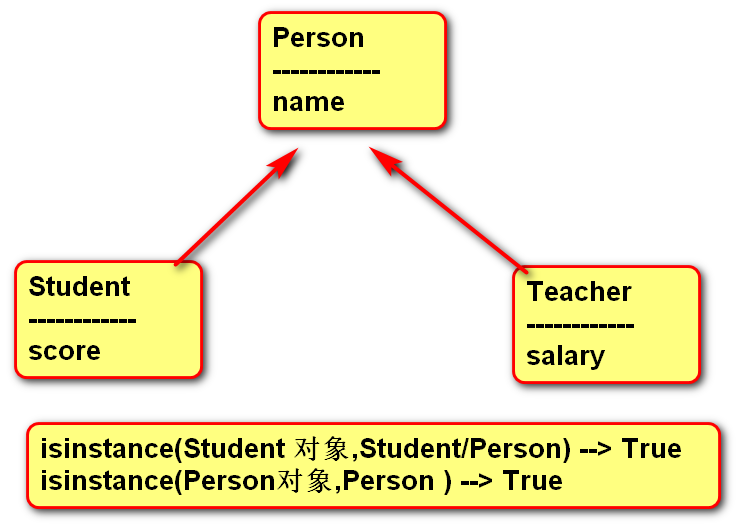 Person
------------
name
Student
------------
score
Teacher
------------
salary
isinstance(Student 对象,Student/Person) --> True
isinstance(Person对象,Person ) --> True